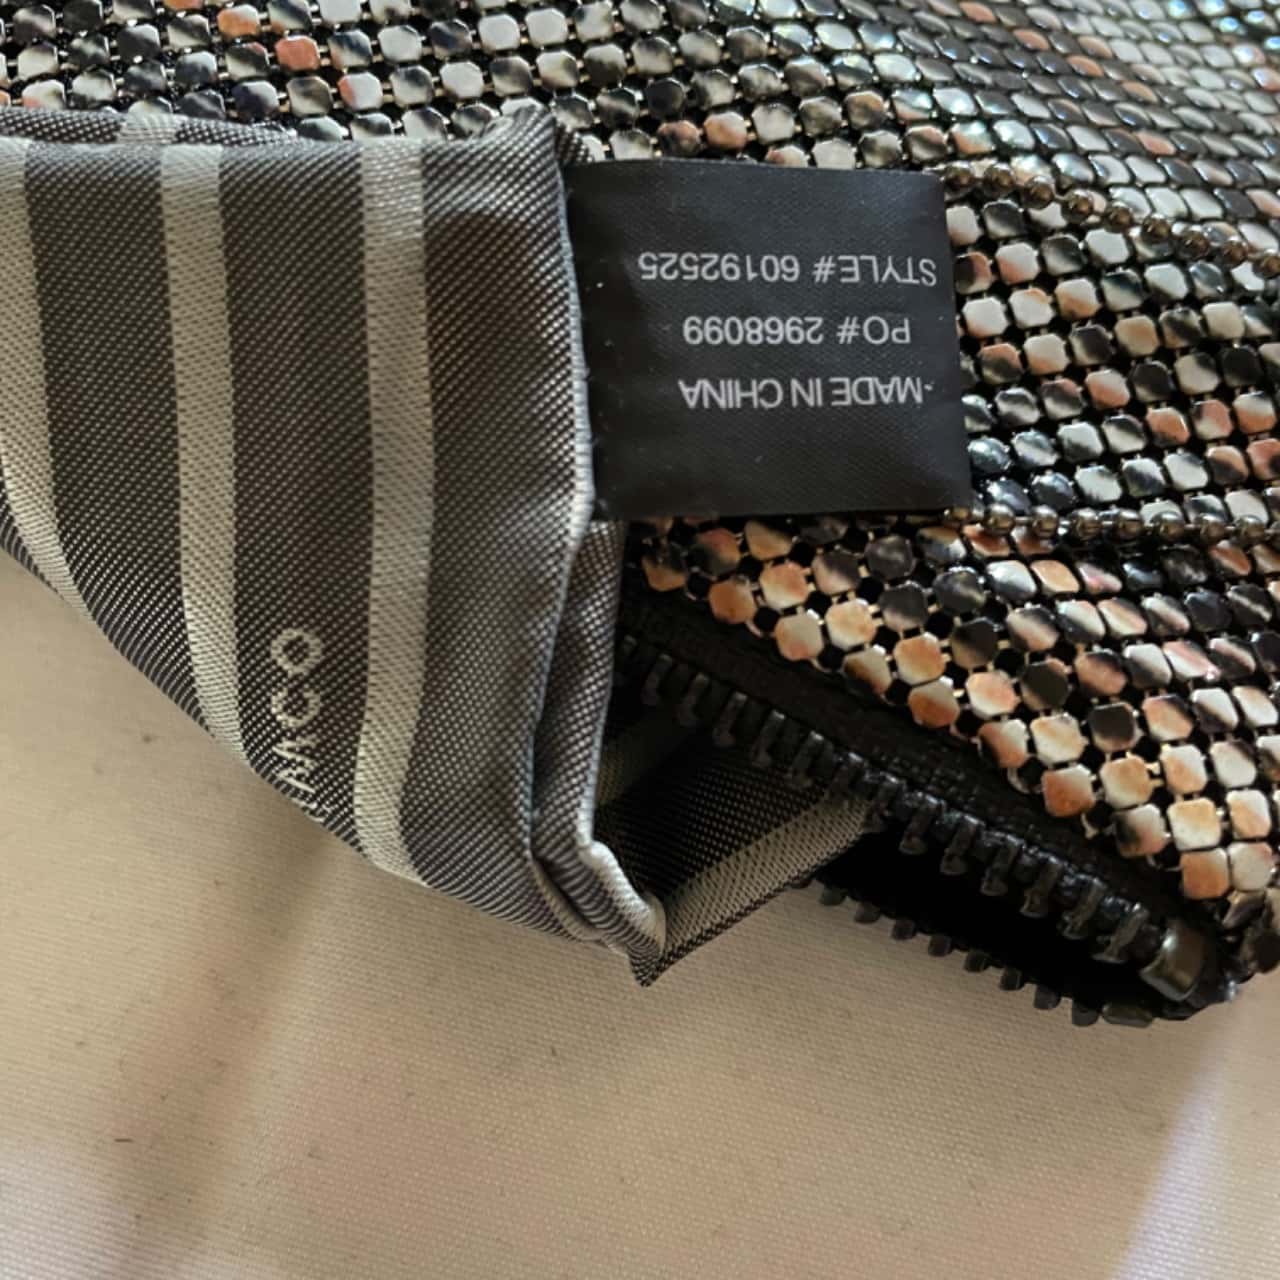 STYLE# 60192525
PO# 2968099
MADE IN CHINA